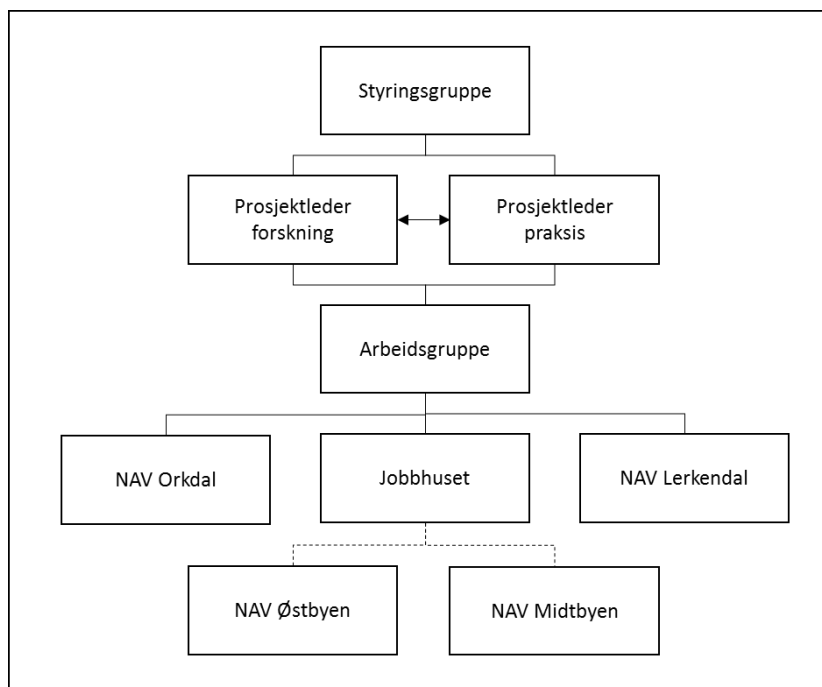 Styringsgruppe
Prosjektleder
forskning
Prosjektleder
praksis
Arbeidsgruppe
NAV Orkdal
Jobbhuset
NAV Lerkendal
NAV Østbyen
NAV Midtbyen